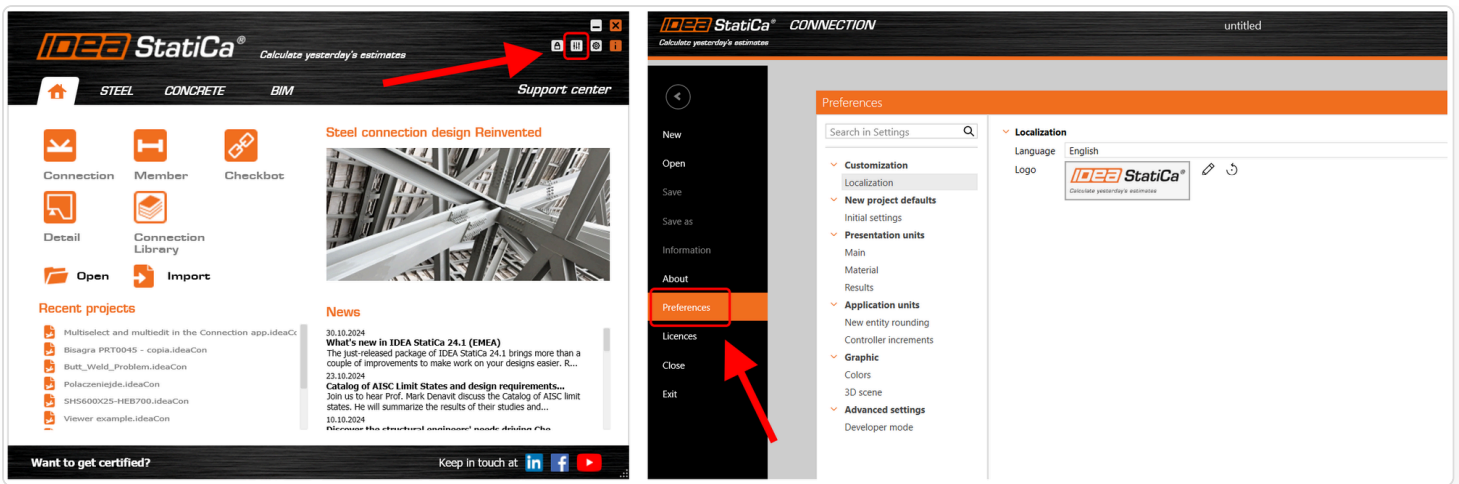 IDEA StatiCa®
Calculate yesterday's estimates
STEEL CONCRETE BIM
Support center
Connection Member Checkbot
Detail Connection
Library
Open Import
Recent projects
Multiselect and multiedit in the Connection app.ideaCo
Bisagra PRT0045 - copia.ideaCon
Butt_Weld_Problem.ideaCon
Polaczeniejde.ideaCon
SHS600X25-HEB700.ideaCon
Viewer example.ideaCon
Steel connection design Reinvented
News
30.10.2024
What's new in IDEA StatiCa 24.1 (EMEA)
The just-released package of IDEA StatiCa 24.1 brings more than a
couple of improvements to make work on your designs easier. R...
23.10.2024
Catalog of AISC Limit States and design requirements...
Join us to hear Prof. Mark Denavit discuss the Catalog of AISC limit
states. He will summarize the results of their studies and...
10.10.2024
Discover the structural engineers' needs driving Che
Want to get certified?
Keep in touch at
IDEA StatiCa® CONNECTION
Calculate yesterday's estimates
untitled
New
Open
Save
Save as
Information
About
Preferences
Licences
Close
Exit
Preferences
Search in Settings
Customization
Localization
New project defaults
Initial settings
Presentation units
Main
Material
Results
Application units
New entity rounding
Controller increments
Graphic
Colors
3D scene
Advanced settings
Developer mode
Localization
Language English
Logo IDEA StatiCa®
Calculate yesterday's estimates